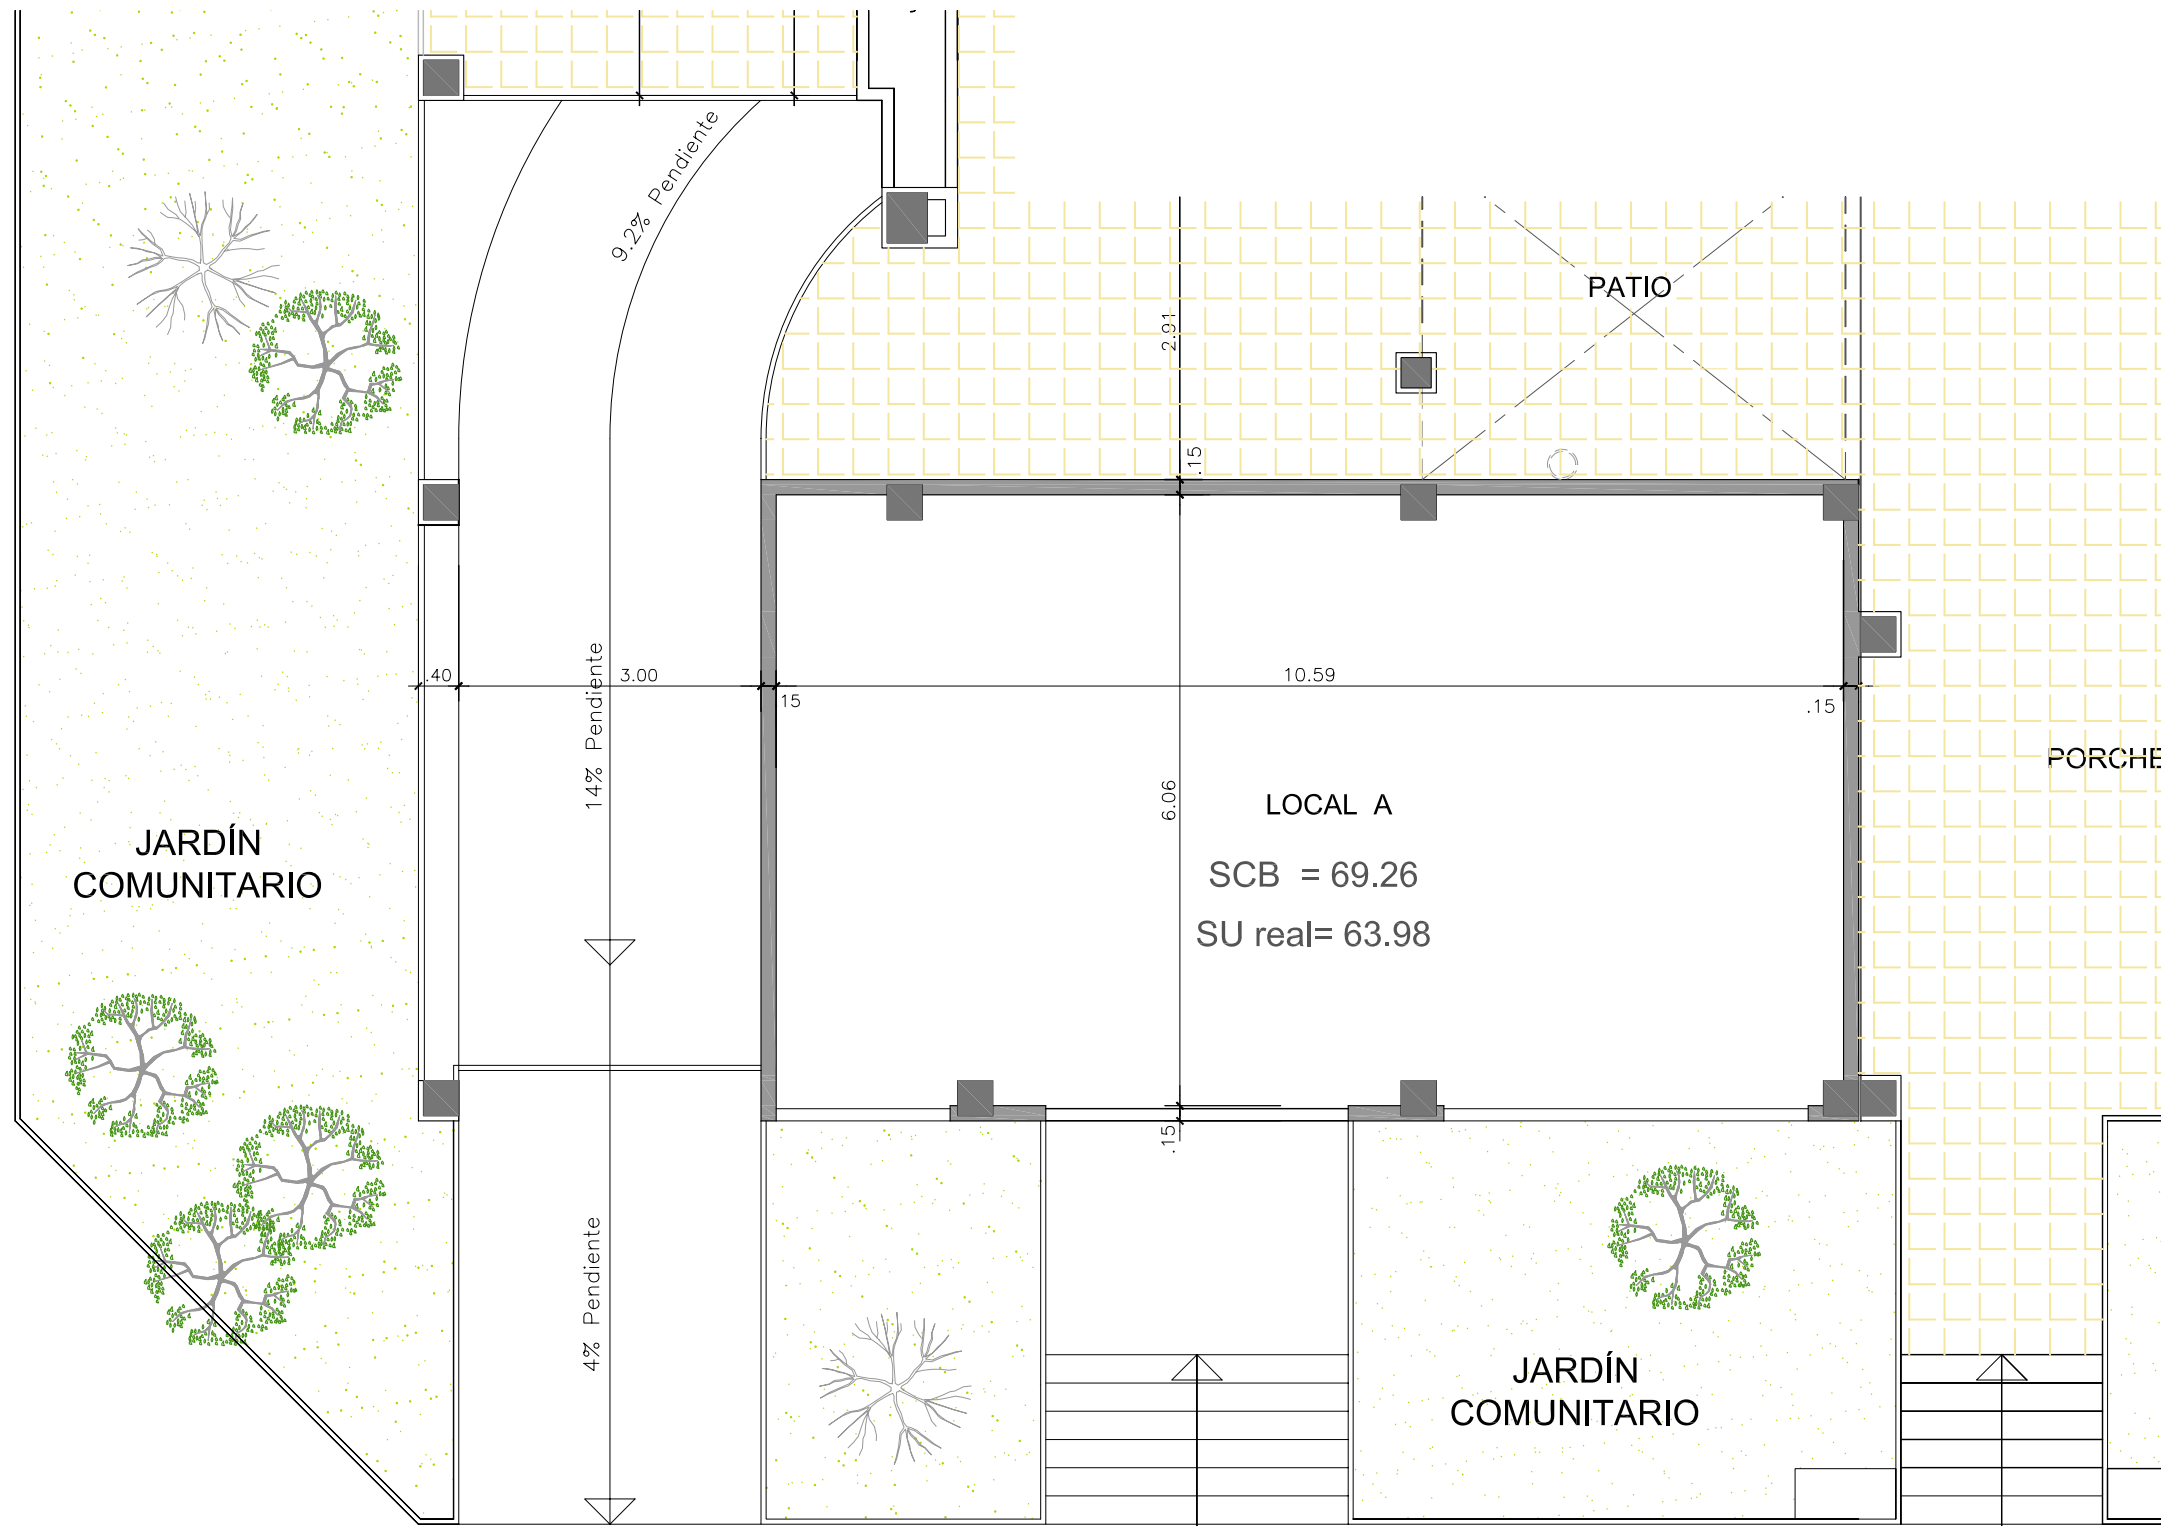 9.2% Pendiente
PATIO
2.91
.15
14% Pendiente
.40
3.00
15
10.59
.15
6.06
PORCHE
LOCAL A
SCB = 69.26
SU real= 63.98
JARDÍN
COMUNITARIO
.15
4% Pendiente
JARDÍN
COMUNITARIO